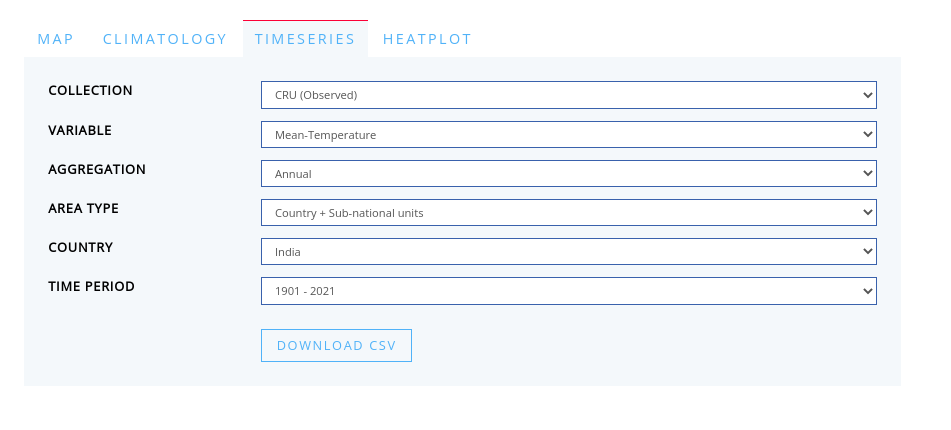 MAP CLIMATOLOGY TIMESERIES HEATPLOT
COLLECTION CRU (Observed)
VARIABLE Mean-Temperature
AGGREGATION Annual
AREA TYPE Country + Sub-national units
COUNTRY India
TIME PERIOD 1901 - 2021
DOWNLOAD CSV